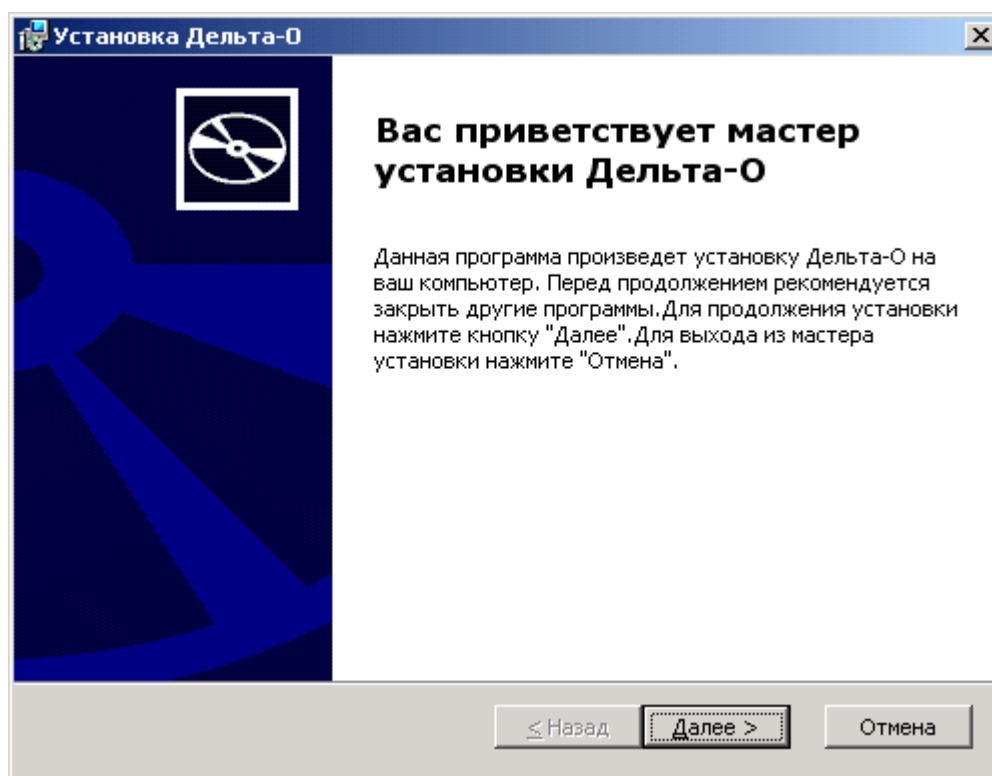 Установка Дельта-О
Вас приветствует мастер
установки Дельта-О
Данная программа произведет установку Дельта-О на
ваш компьютер. Перед продолжением рекомендуется
закрыть другие программы.Для продолжения установки
нажмите кнопку "Далее".Для выхода из мастера
установки нажмите "Отмена".
< Назад
Далее >
Отмена